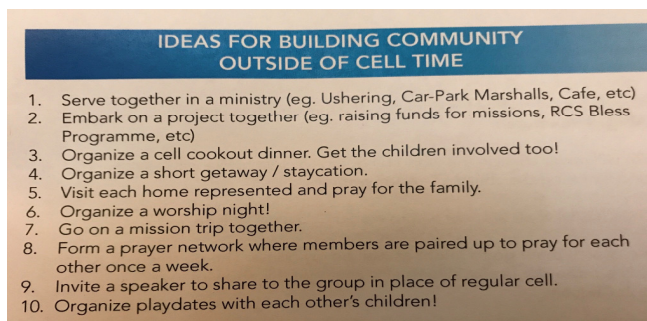 IDEAS FOR BUILDING COMMUNITY
OUTSIDE OF CELL TIME
1. Serve together in a ministry (eg. Ushering, Car-Park Marshalls, Cafe, etc)
2. Embark on a project together (eg. raising funds for missions, RCS Bless
Programme, etc)
3. Organize a cell cookout dinner. Get the children involved too!
4. Organize a short getaway / staycation.
5. Visit each home represented and pray for the family.
6. Organize a worship night!
7. Go on a mission trip together.
8. Form a prayer network where members are paired up to pray for each
other once a week.
9. Invite a speaker to share to the group in place of regular cell.
10. Organize playdates with each other's children!